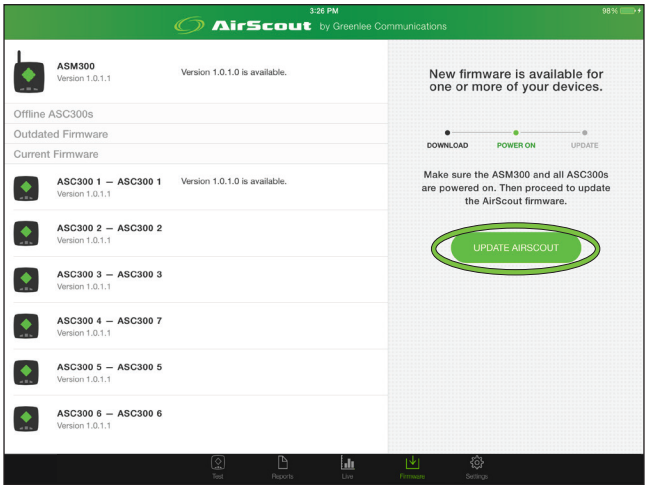 3:26 PM
98%
AirScout by Greenlee Communications
ASM300
Version 1.0.1.1
Version 1.0.1.0 is available.
Offline ASC300s
Outdated Firmware
Current Firmware
ASC300 1 — ASC300 1
Version 1.0.1.1
Version 1.0.1.0 is available.
ASC300 2 — ASC300 2
Version 1.0.1.1
ASC300 3 — ASC300 3
Version 1.0.1.1
ASC300 4 — ASC300 7
Version 1.0.1.1
ASC300 5 — ASC300 5
Version 1.0.1.1
ASC300 6 — ASC300 6
Version 1.0.1.1
New firmware is available for
one or more of your devices.
DOWNLOAD POWER ON UPDATE
Make sure the ASM300 and all ASC300s
are powered on. Then proceed to update
the AirScout firmware.
UPDATE AIRSCOUT
Test Reports Live Firmware Settings